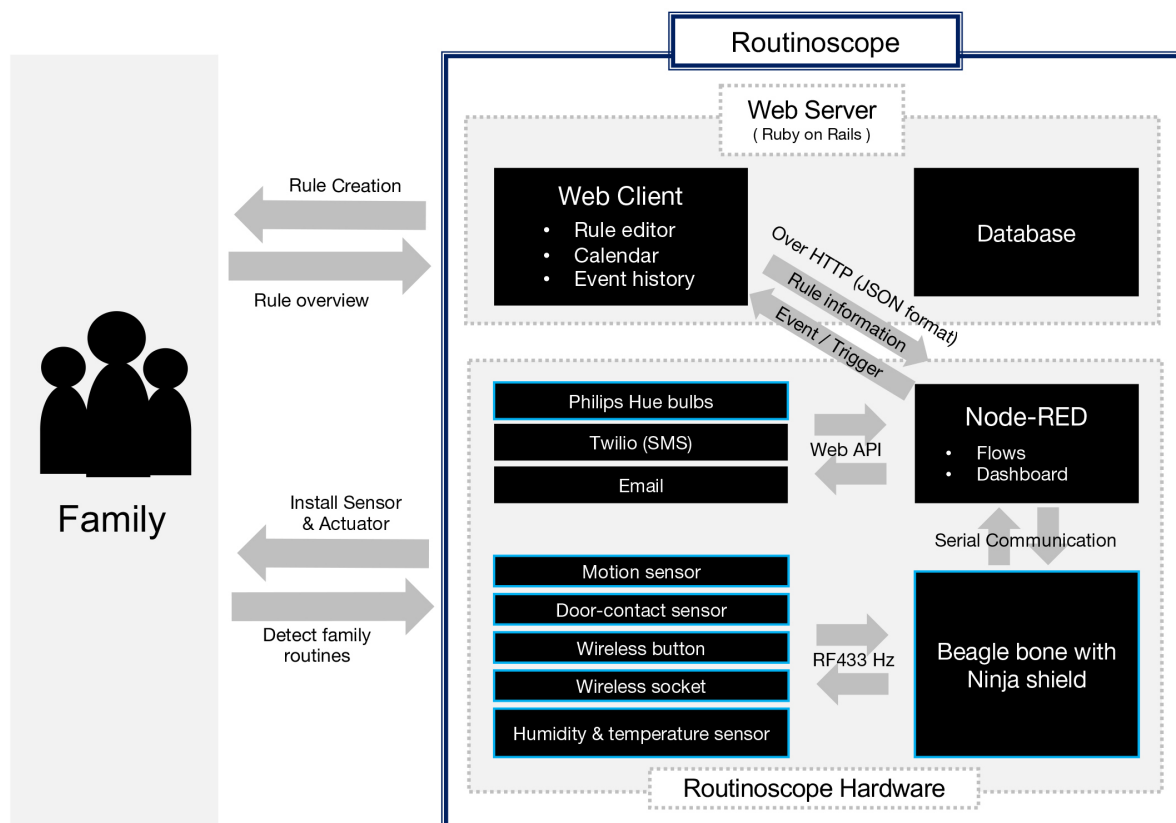 Routinoscope
Web Server
( Ruby on Rails )
Rule Creation
Rule overview
Family
Install Sensor
& Actuator
Detect family
routines
Web Client
• Rule editor
• Calendar
• Event history
Database
Over HTTP (JSON format)
Rule information
Event / Trigger
Philips Hue bulbs
Twilio (SMS)
Email
Web API
Node-RED
• Flows
• Dashboard
Serial Communication
Motion sensor
Door-contact sensor
Wireless button
Wireless socket
Humidity & temperature sensor
RF433 Hz
Beagle bone with
Ninja shield
Routinoscope Hardware